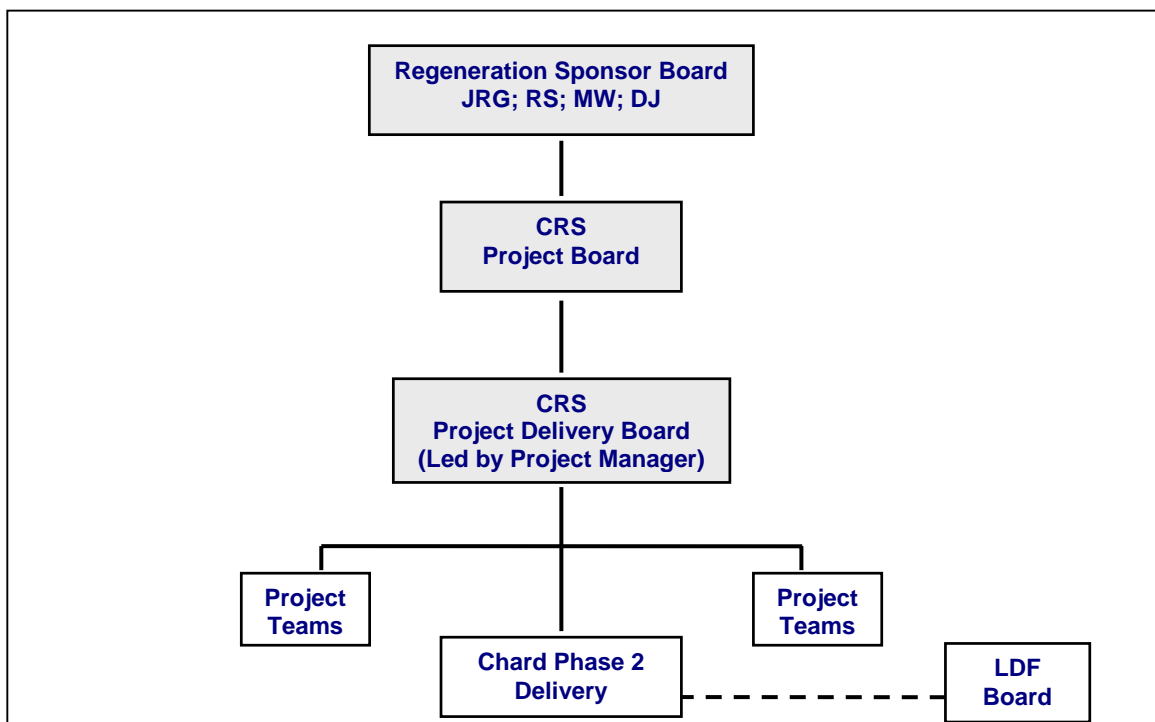 Regeneration Sponsor Board
JRG; RS; MW; DJ
CRS
Project Board
CRS
Project Delivery Board
(Led by Project Manager)
Project
Teams
Project
Teams
Chard Phase 2
Delivery
LDF
Board